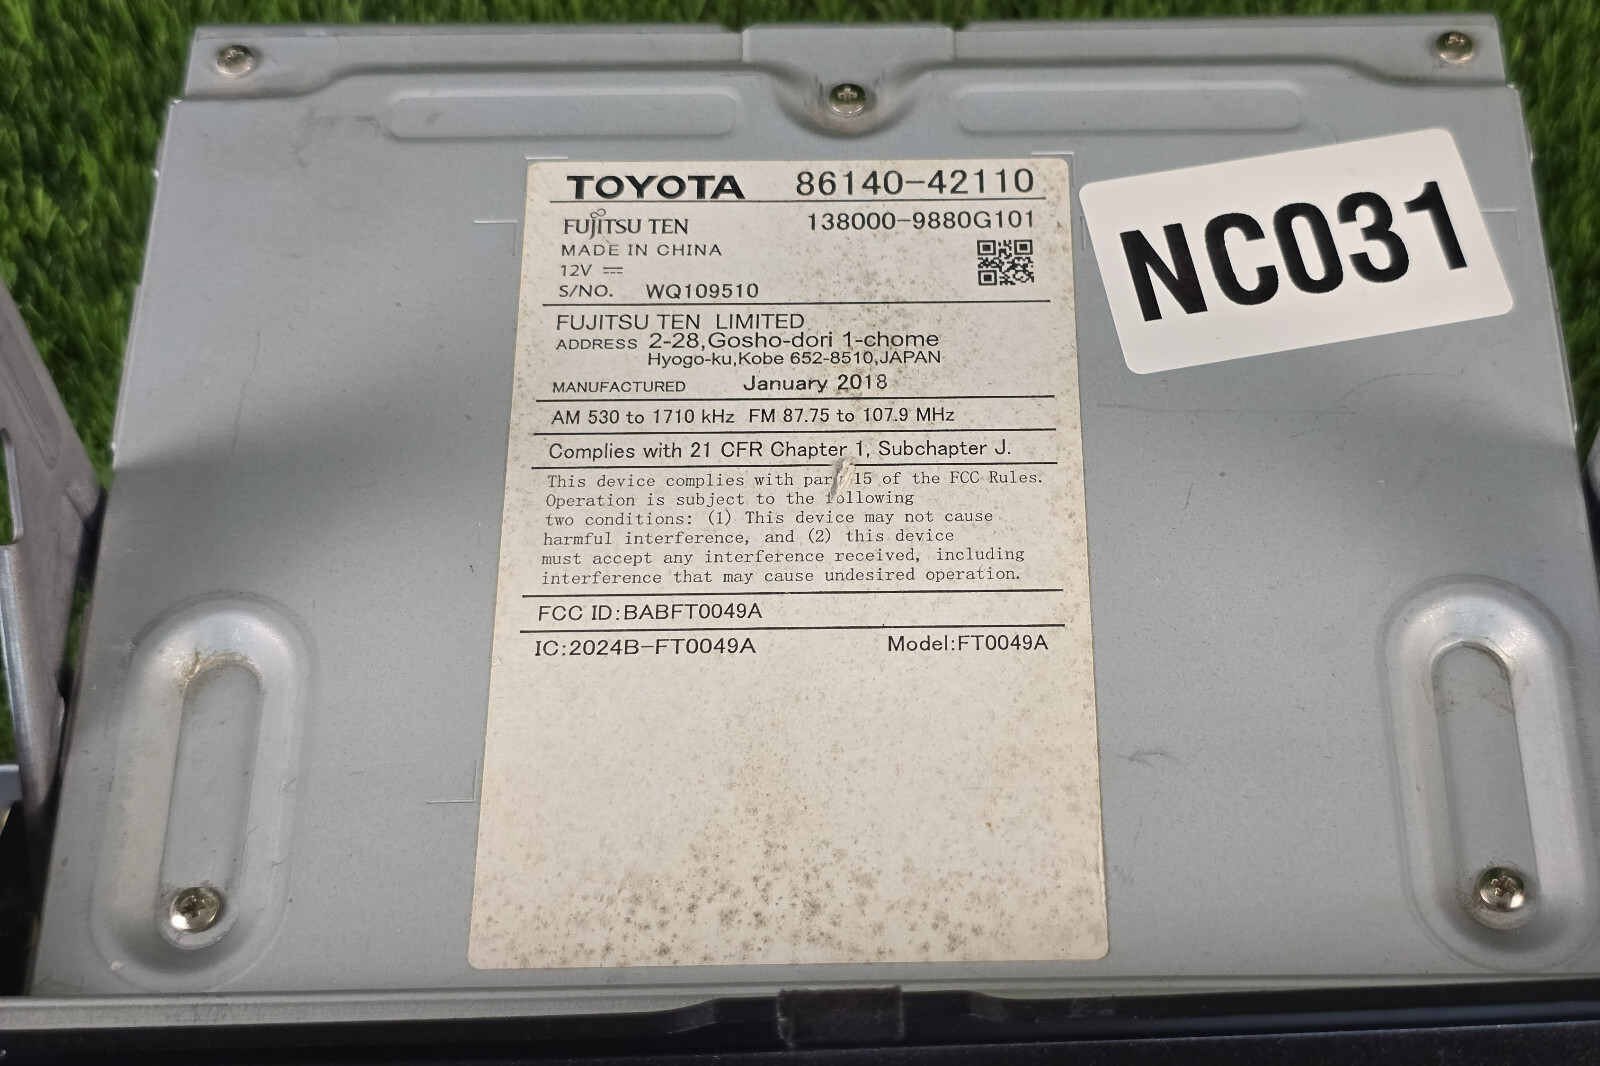 TOYOTA 86140-42110
FUJITSU TEN 138000-9880G101
MADE IN CHINA
12V
S/NO. WQ109510
NC031
FUJITSU TEN LIMITED
ADDRESS 2-28,Gosho-dori 1-chome
Hyogo-ku,Kobe 652-8510,JAPAN
MANUFACTURED January 2018
AM 530 to 1710 kHz FM 87.75 to 107.9 MHz
Complies with 21 CFR Chapter 1, Subchapter J.
This device complies with part 15 of the FCC Rules.
Operation is subject to the following
two conditions: (1) This device may not cause
harmful interference, and (2) this device
must accept any interference received, including
interference that may cause undesired operation.
FCC ID:BABFT0049A
IC:2024B-FT0049A Model:FT0049A